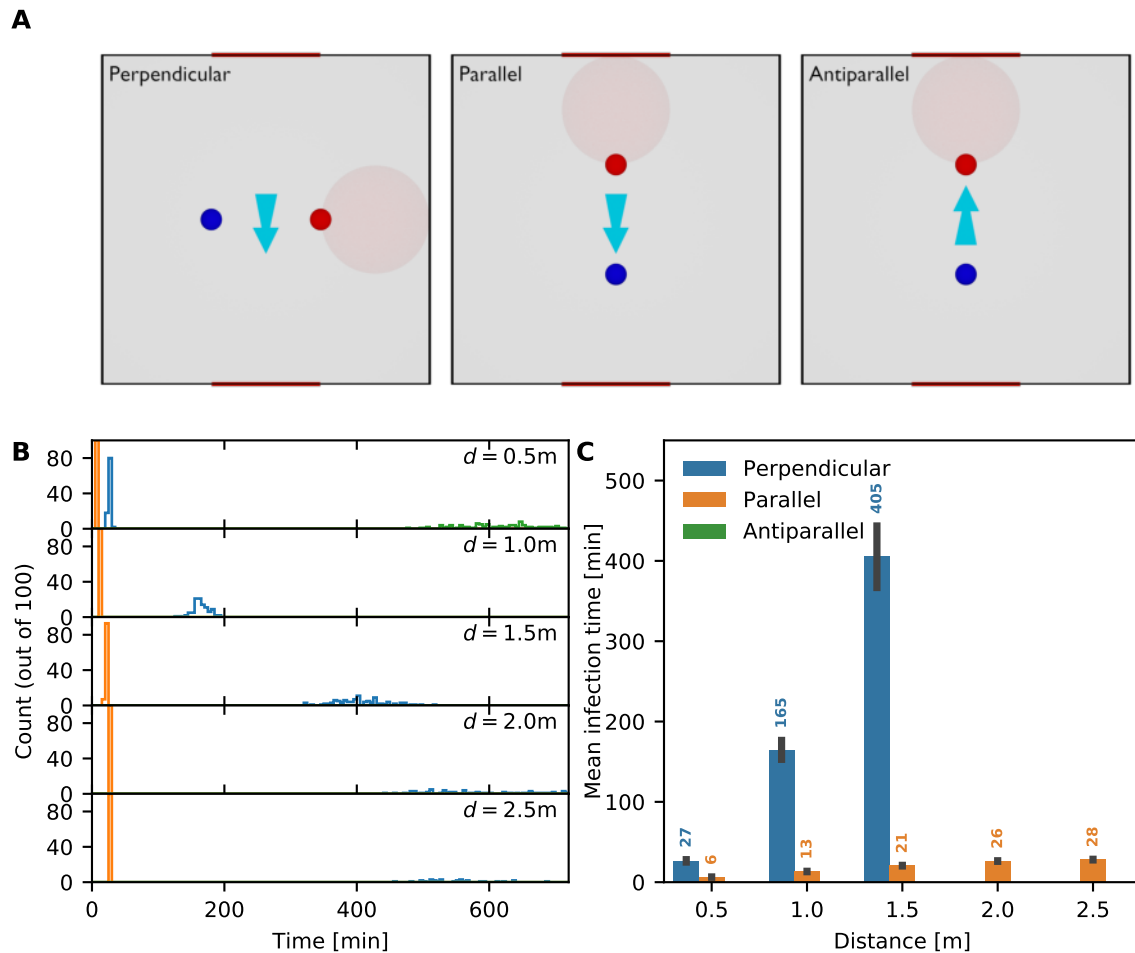 A
Perpendicular
Parallel
Antiparallel
B
Count (out of 100)
80
40
0
d = 0.5m
80
40
0
d = 1.0m
80
40
0
d = 1.5m
80
40
0
d = 2.0m
80
40
0
d = 2.5m
0 200 400 600
Time [min]
C
Mean infection time [min]
500
400
300
200
100
0
Perpendicular
Parallel
Antiparallel
27
6
165
13
405
21
26
28
0.5 1.0 1.5 2.0 2.5
Distance [m]